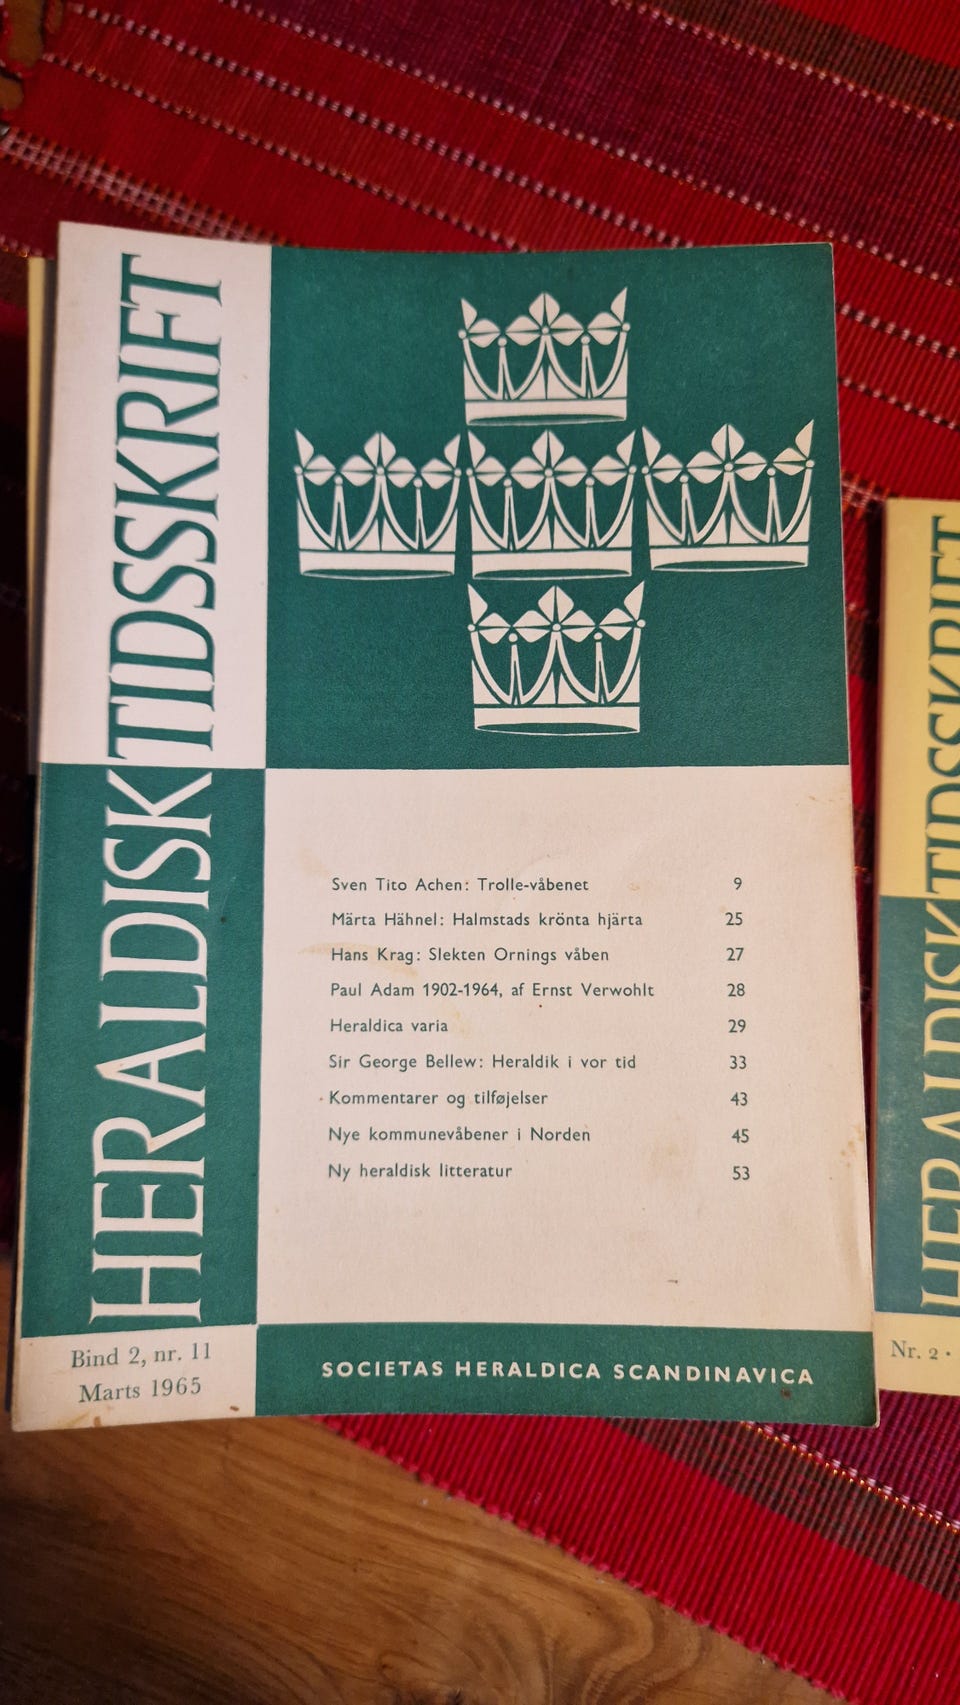 HERALDISK TIDSSKRIFT
Sven Tito Achen: Trolle-våbenet 9
Märta Hähnel: Halmstads krönta hjärta 25
Hans Krag: Slekten Ornings våben 27
Paul Adam 1902-1964, af Ernst Verwohlt 28
Heraldica varia 29
Sir George Bellew: Heraldik i vor tid 33
Kommentarer og tilføjelser 43
Nye kommunevåbener i Norden 45
Ny heraldisk litteratur 53
Bind 2, nr. 11
Marts 1965
SOCIETAS HERALDICA SCANDINAVICA
HERALDISK TIDSSKRIFT
Nr. 2 ·